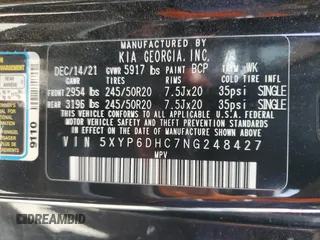 MANUFACTURED BY
KIA GEORGIA, INC.
DEC/14/21 GVWR 5917 lbs PAINT BCP TRIM WK
GAWR TIRE RIM COLD TIRE INFL.
FRONT 2954 lbs 245/50R20 7.5Jx20 35psi SINGLE
REAR 3196 lbs 245/50R20 7.5Jx20 35psi SINGLE
THIS VEHICLE CONFORMS TO ALL APPLICABLE
U.S. FEDERAL MOTOR VEHICLE SAFETY AND THEFT
PREVENTION STANDARDS IN EFFECT ON THE DATE
OF MANUFACTURE SHOWN ABOVE.
VIN 5XYP6DHC7NG248427
MPV
REAR
9110
DREAMBID